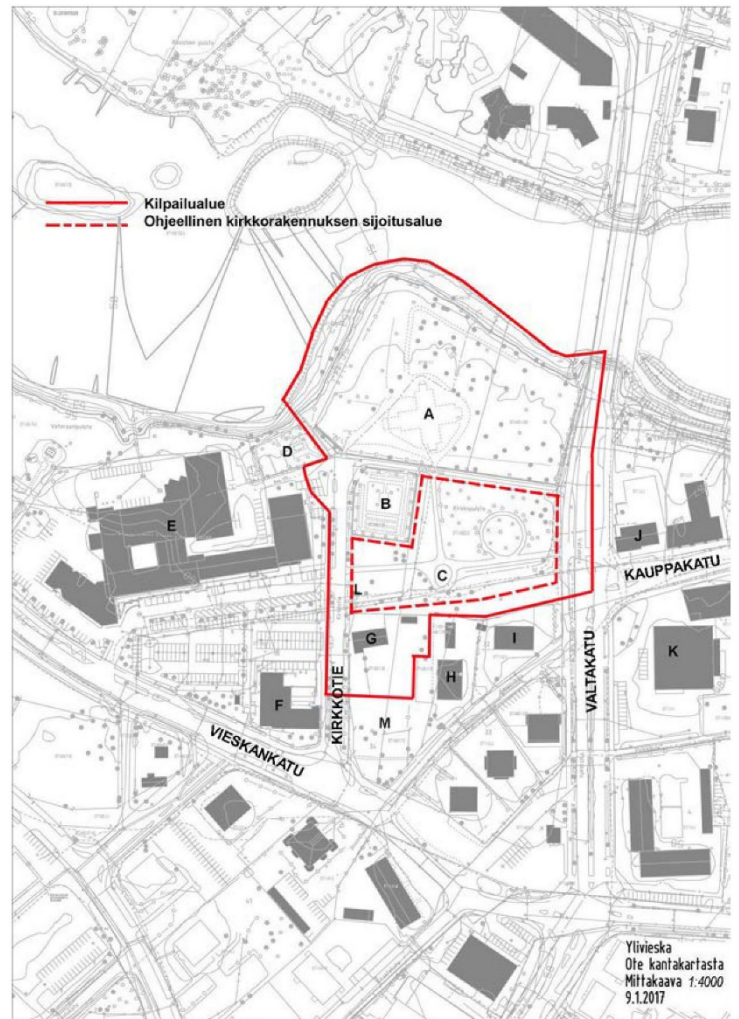 Kilpailualue
Ohjeellinen kirkkorakennuksen sijoitusalue
A
D
B
E
J
KAUPPAKATU
C
L
G
I
H
K
F
KIRKKOTIE
VALTAKATU
M
VIESKANKATU
Ylivieska
Ote kantakartasta
Mittakaava 1:4000
9.1.2017